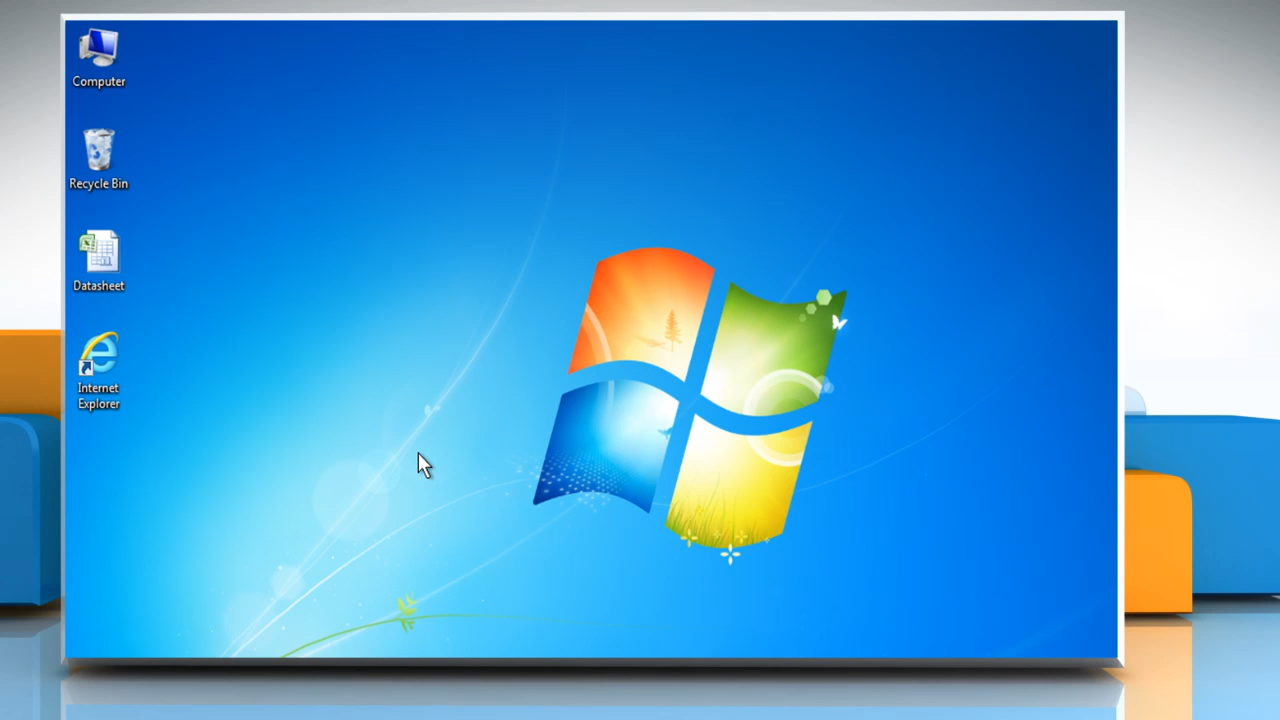 Computer
Recycle Bin
Datasheet
Internet
Explorer